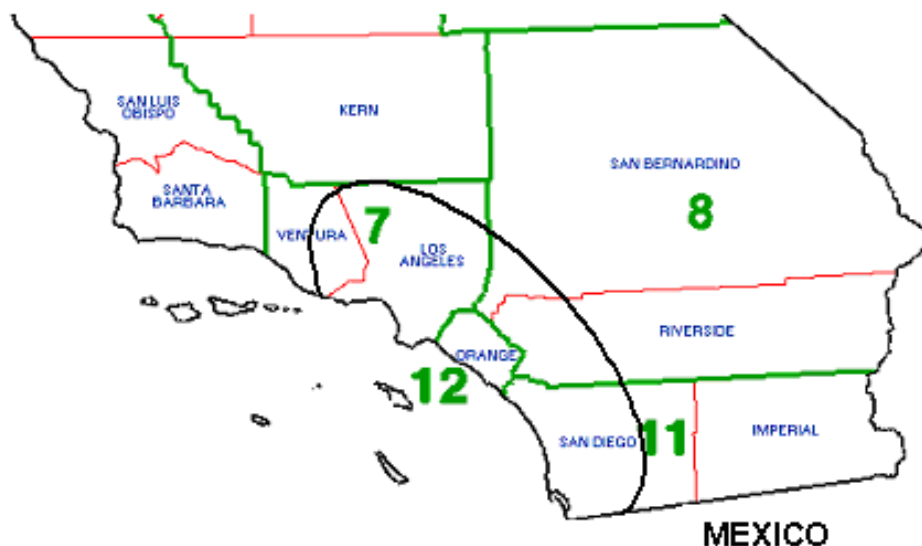 SAN LUIS
OBISPO
KERN
SAN BERNARDINO
SANTA
BARBARA
8
7
VENTURA
LOS
ANGELES
RIVERSIDE
ORANGE
12
SAN DIEGO
11
IMPERIAL
MEXICO